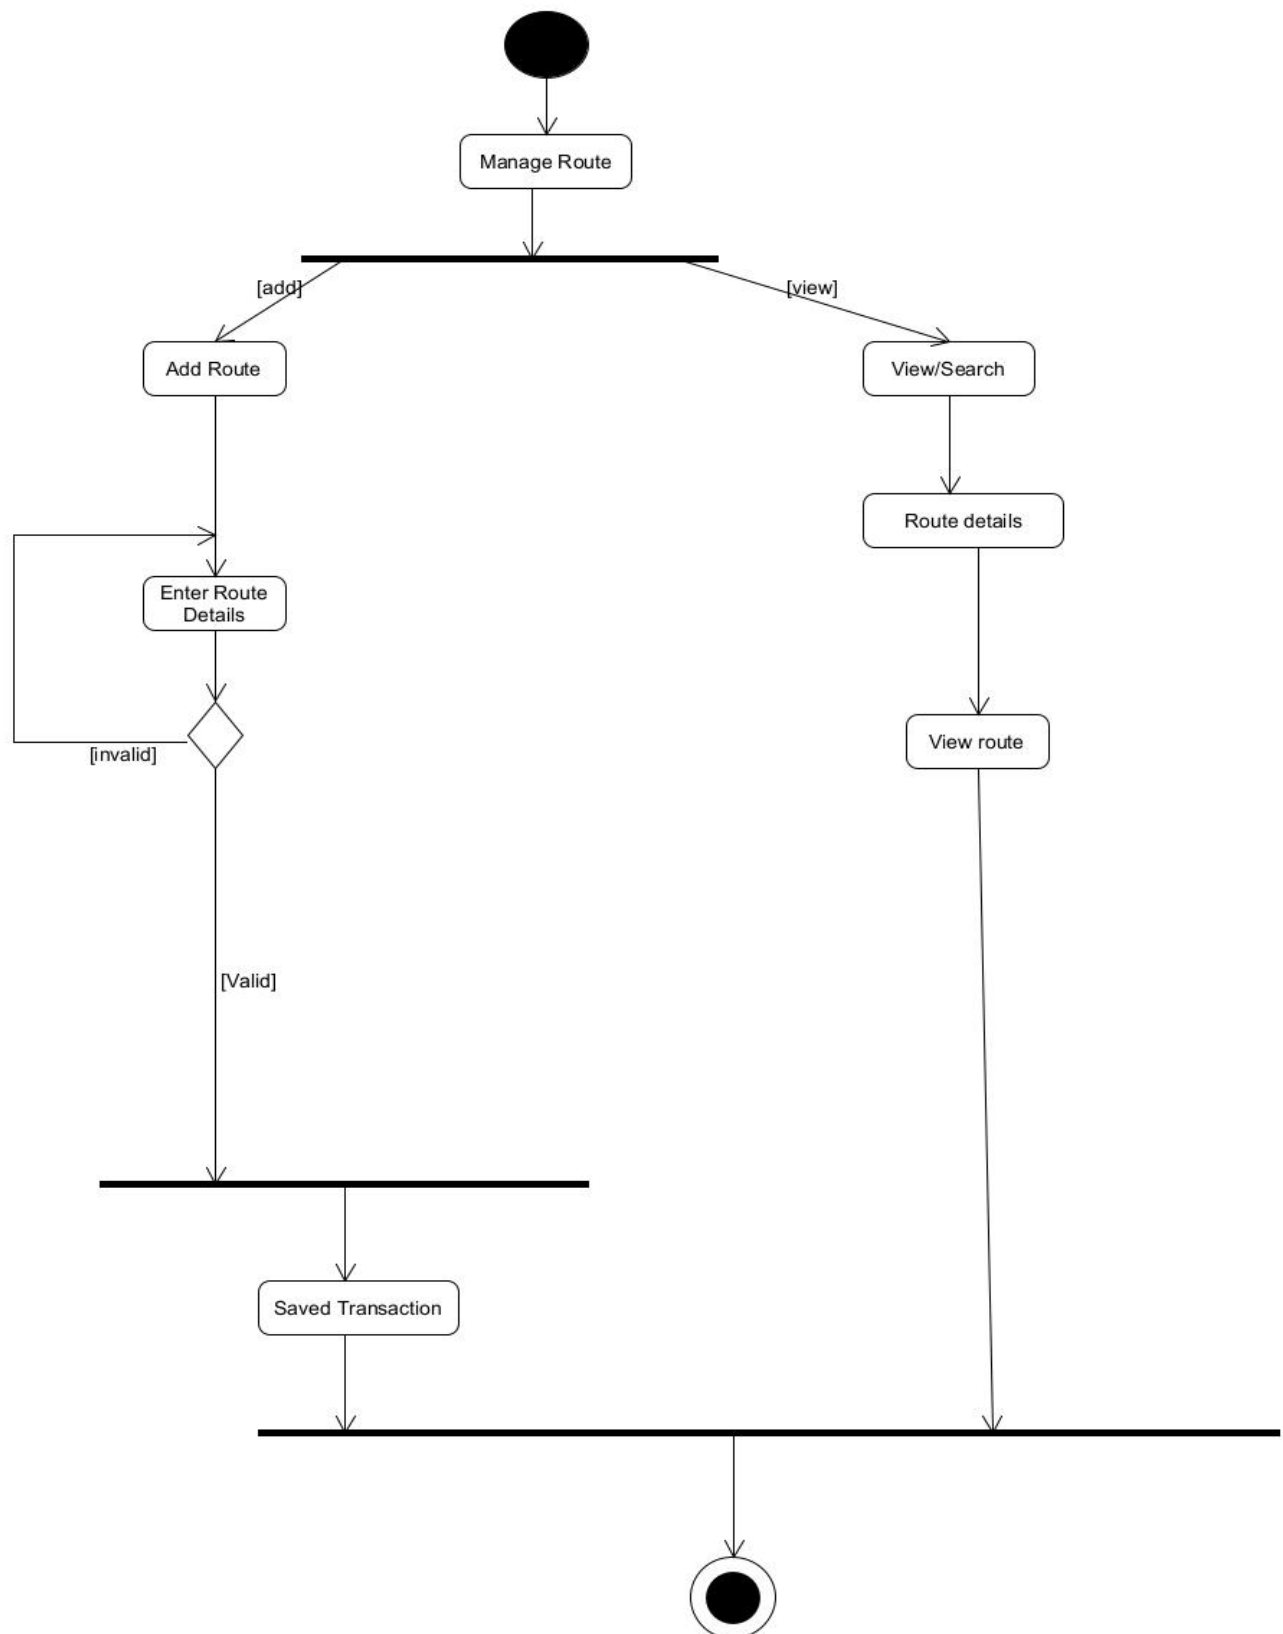 Manage Route
[add]
[view]
Add Route
View/Search
Route details
Enter Route
Details
View route
[invalid]
[Valid]
Saved Transaction